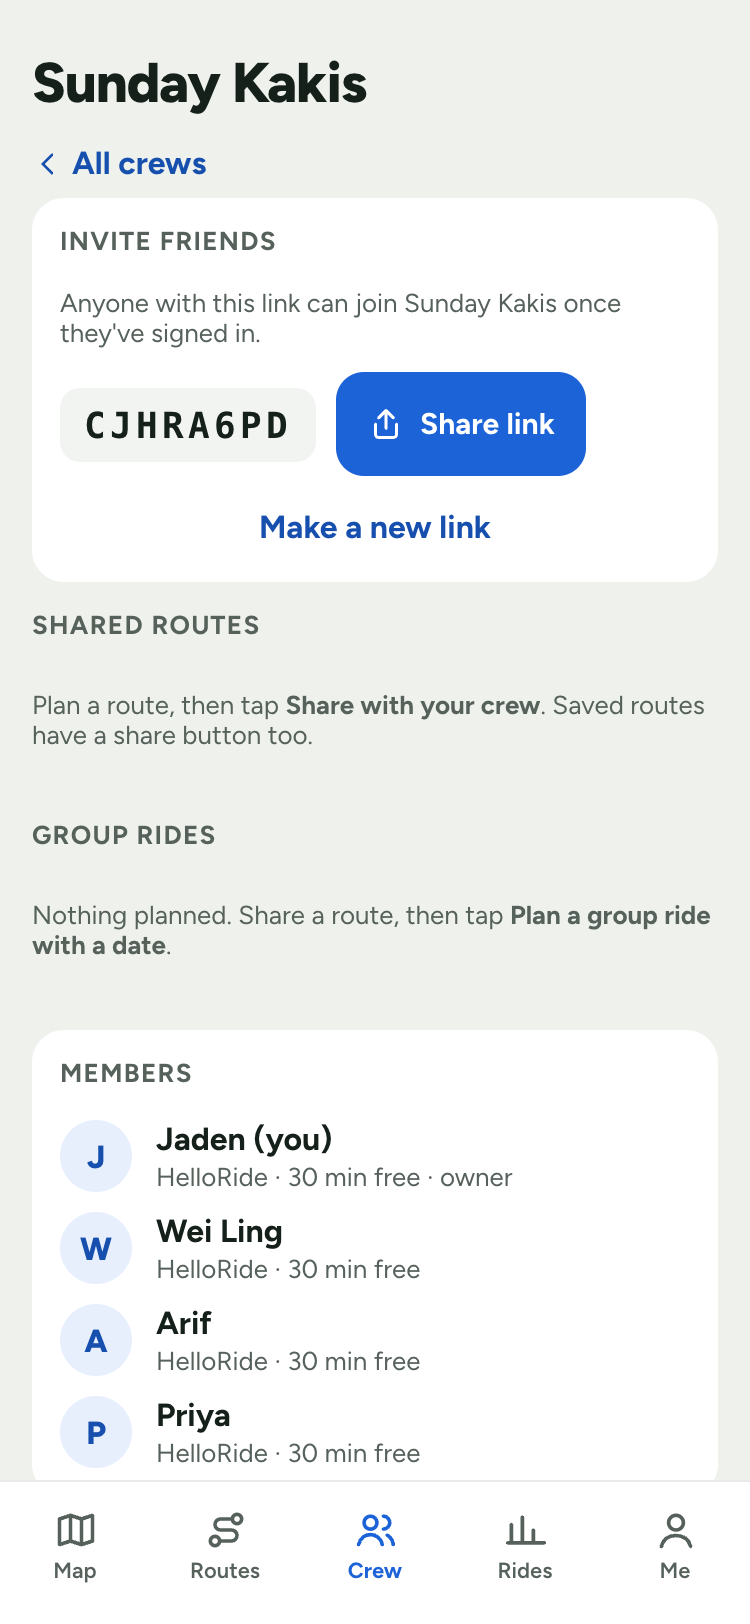 Sunday Kakis
All crews
INVITE FRIENDS
Anyone with this link can join Sunday Kakis once
they've signed in.
CJHRA6PD
Share link
Make a new link
SHARED ROUTES
Plan a route, then tap Share with your crew. Saved routes
have a share button too.
GROUP RIDES
Nothing planned. Share a route, then tap Plan a group ride
with a date.
MEMBERS
J
Jaden (you)
HelloRide · 30 min free · owner
W
Wei Ling
HelloRide · 30 min free
A
Arif
HelloRide · 30 min free
P
Priya
HelloRide · 30 min free
Map
Routes
Crew
Rides
Me